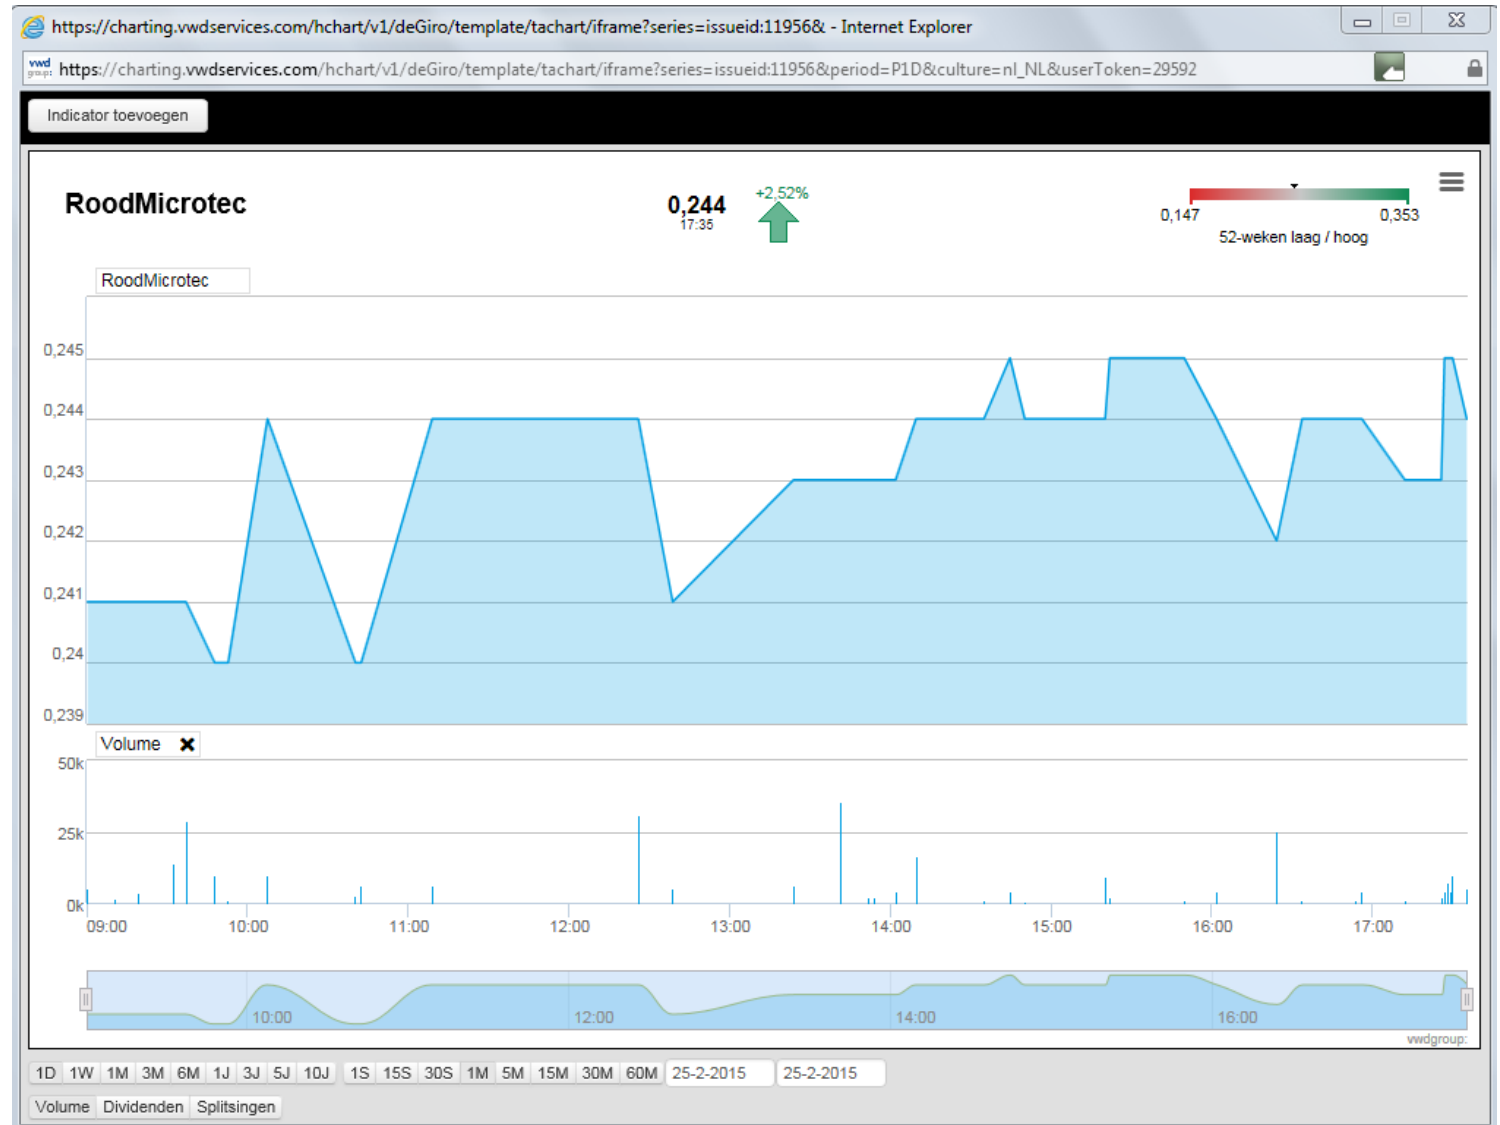 https://charting.vwdservices.com/hchart/v1/deGiro/template/tachart/iframe?series=issueid:11956& - Internet Explorer
vwd group: https://charting.vwdservices.com/hchart/v1/deGiro/template/tachart/iframe?series=issueid:11956&period=P1D&culture=nl_NL&userToken=29592
Indicator toevoegen
RoodMicrotec
0,244
17:35
+2,52%
0,147 0,353
52-weken laag / hoog
RoodMicrotec
0,245
0,244
0,243
0,242
0,241
0,24
0,239
Volume
50k
25k
0k
09:00 10:00 11:00 12:00 13:00 14:00 15:00 16:00 17:00
10:00 12:00 14:00 16:00
vwdgroup:
1D 1W 1M 3M 6M 1J 3J 5J 10J 1S 15S 30S 1M 5M 15M 30M 60M 25-2-2015 25-2-2015
Volume Dividenden Splitsingen